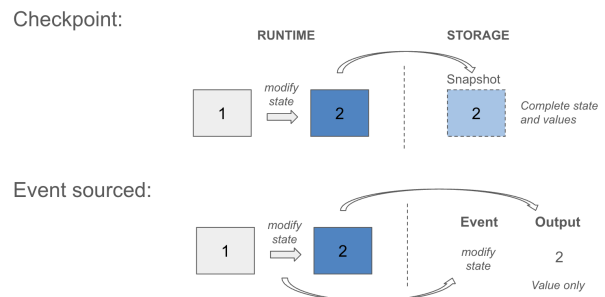 Checkpoint:
RUNTIME
STORAGE
Snapshot
modify
state
1
2
2
Complete state
and values
Event sourced:
modify
state
1
2
Event
Output
modify
state
2
Value only